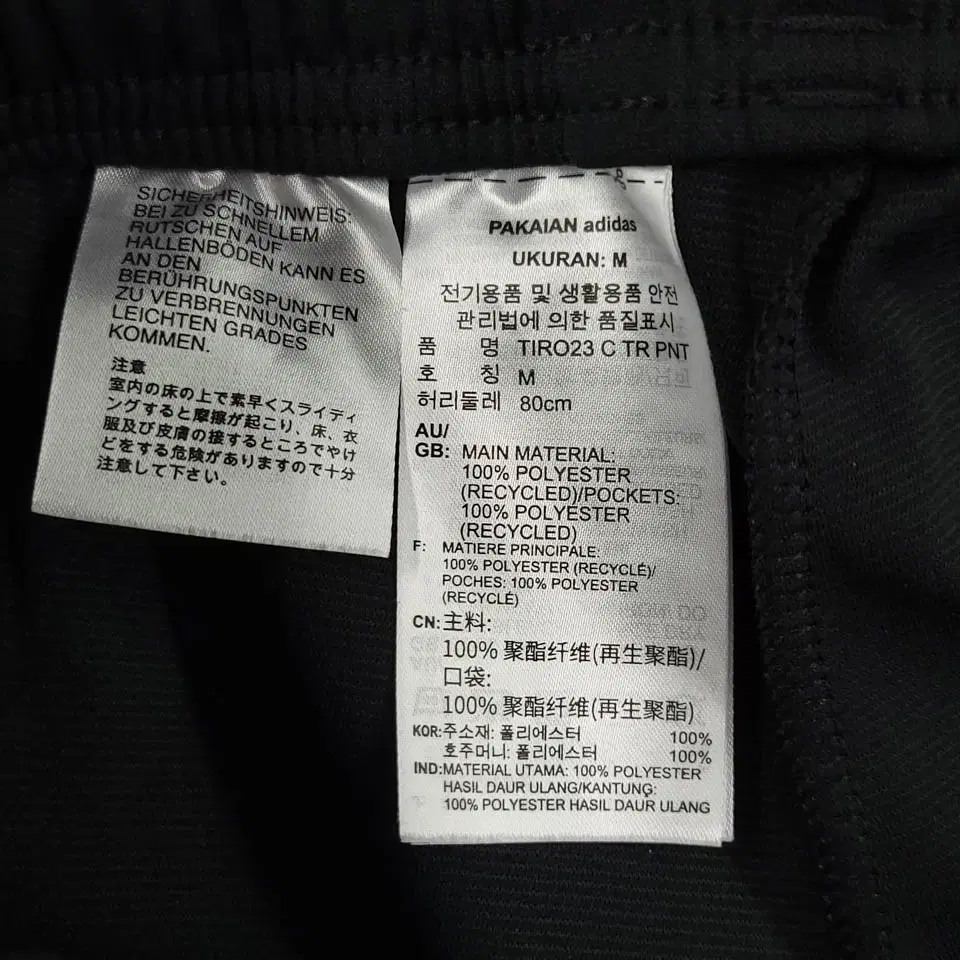 SICHERHEITSHINWEIS:
BEI ZU SCHNELLEM
RUTSCHEN AUF
HALLENBÖDEN KANN ES
AN DEN
BERÜHRUNGSPUNKTEN
ZU VERBRENNUNGEN
LEICHTEN GRADES
KOMMEN.
注意
室内の床の上で素早くスライディ
ングすると摩擦が起こり、床、衣
服及び皮膚の接するところでやけ
どをする危険がありますので十分
注意して下さい。
PAKAIAN adidas
UKURAN: M
전기용품 및 생활용품 안전
관리법에 의한 품질표시
품 명 TIRO23 C TR PNT
호 칭 M
허리둘레 80cm
AU/
GB: MAIN MATERIAL:
100% POLYESTER
(RECYCLED)/POCKETS:
100% POLYESTER
(RECYCLED)
F: MATIERE PRINCIPALE:
100% POLYESTER (RECYCLÉ)/
POCHES: 100% POLYESTER
(RECYCLÉ)
CN: 主料:
100% 聚酯纤维(再生聚酯)/
口袋:
100% 聚酯纤维(再生聚酯)
KOR: 주소재: 폴리에스터 100%
호주머니: 폴리에스터 100%
IND: MATERIAL UTAMA: 100% POLYESTER
HASIL DAUR ULANG/KANTUNG:
100% POLYESTER HASIL DAUR ULANG